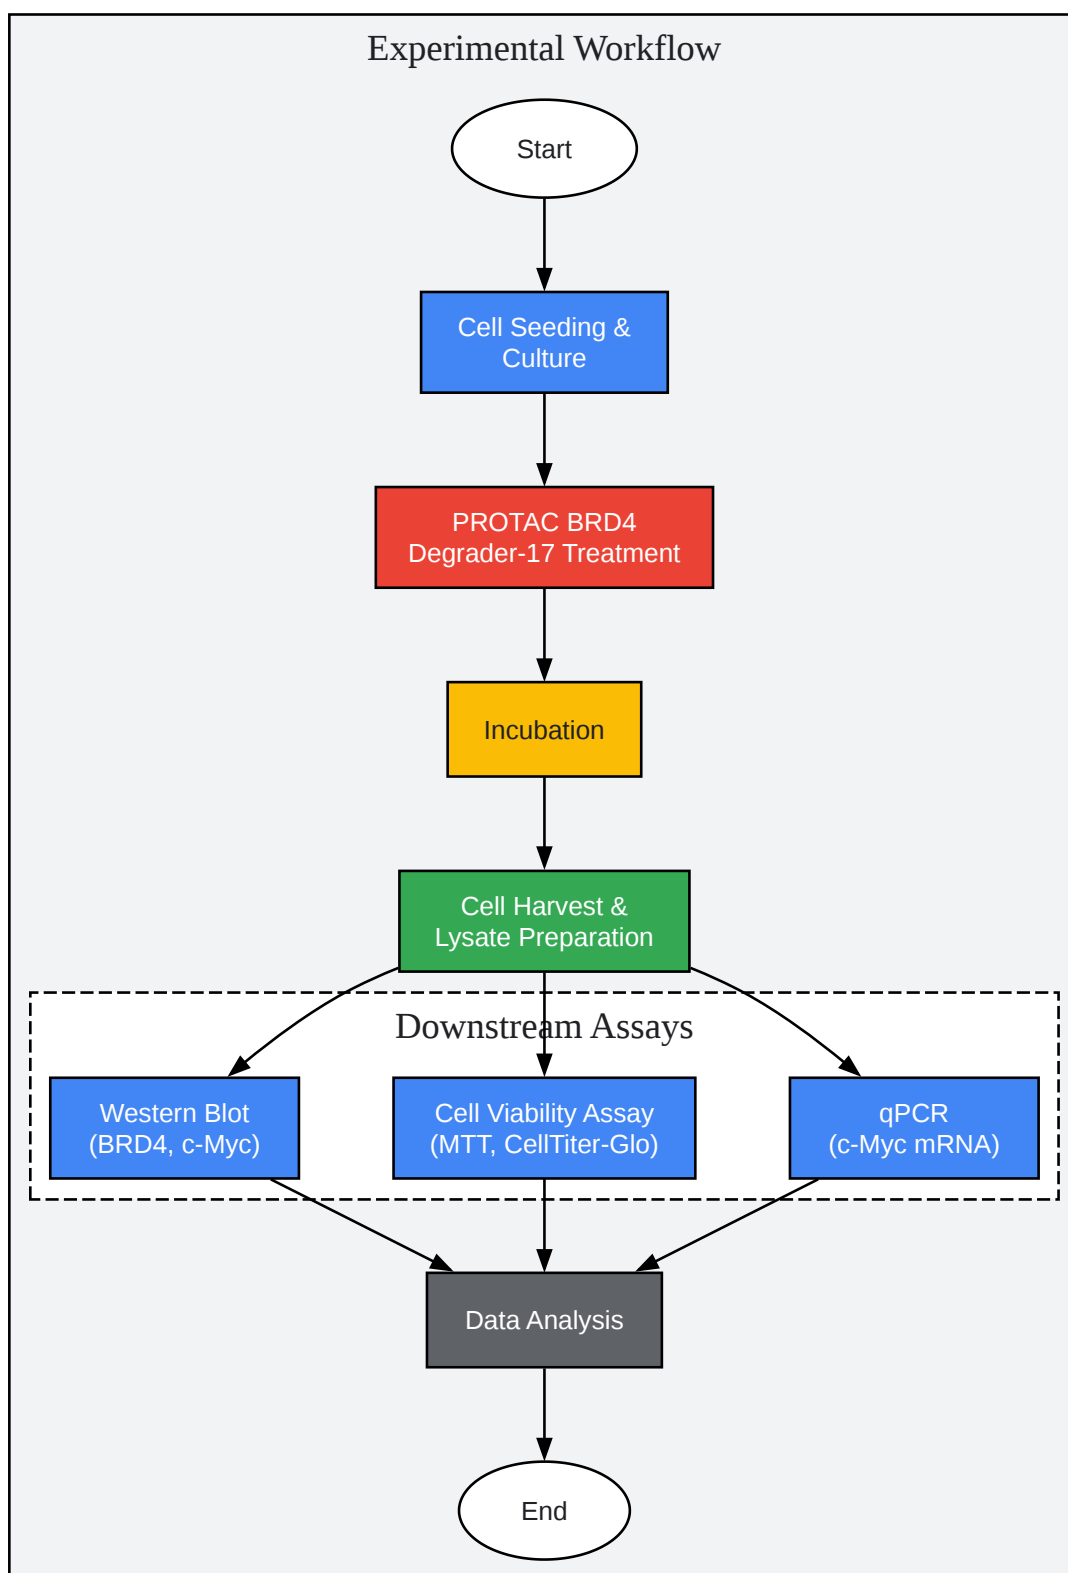 Experimental Workflow
Start
Cell Seeding &
Culture
PROTAC BRD4
Degrader-17 Treatment
Incubation
Cell Harvest &
Lysate Preparation
Downstream Assays
Western Blot
(BRD4, c-Myc)
Cell Viability Assay
(MTT, CellTiter-Glo)
qPCR
(c-Myc mRNA)
Data Analysis
End